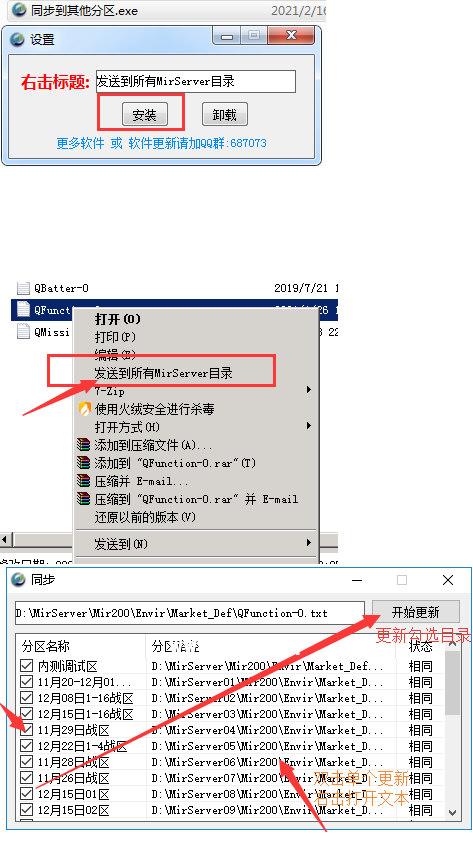 同步到其他分区.exe 2021/2/16
设置
右击标题: 发送到所有MirServer目录
安装 卸载
更多软件 或 软件更新请加QQ群:687073
QBatter-0 2019/7/21 1
QFunct
26 1
QMissi 22
打开(O)
打印(P)
编辑(E)
发送到所有MirServer目录
7-Zip
使用火绒安全进行杀毒
打开方式(H)
添加到压缩文件(A)...
添加到 "QFunction-0.rar"(T)
压缩并 E-mail...
压缩到 "QFunction-0.rar" 并 E-mail
还原以前的版本(V)
发送到(N)
同步
D:\MirServer\Mir200\Envir\Market_Def\QFunction-0.txt 开始更新
更新勾选目录
分区名称 分区路径 状态
内测调试区 D:\MirServer\Mir200\Envir\Market_Def... 相同
11月20-12月01... D:\MirServer01\Mir200\Envir\Market_D... 相同
12月08日1-16战区 D:\MirServer02\Mir200\Envir\Market_D... 相同
12月15日1-16战区 D:\MirServer03\Mir200\Envir\Market_D... 相同
11月29日战区 D:\MirServer04\Mir200\Envir\Market_D... 相同
12月22日1-4战区 D:\MirServer05\Mir200\Envir\Market_D... 相同
11月28日战区 D:\MirServer06\Mir200\Envir\Market_D... 相同
11月26日战区 D:\MirServer07\Mir200\Envir\Market_D... 相同
12月15日01区 D:\MirServer08\Mir200\Envir\Market_D... 相同
12月15日02区 D:\MirServer09\Mir200\Envir\Market_D... 相同
双击单个更新
右击打开文本